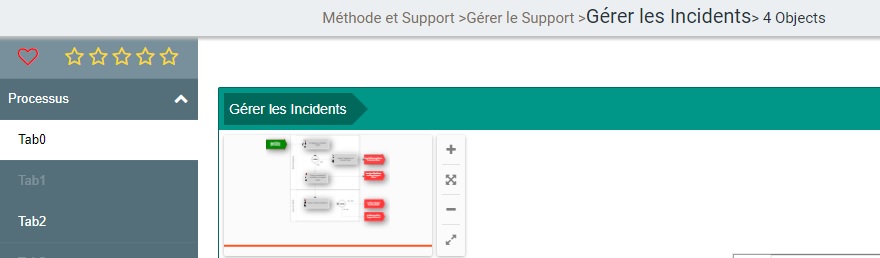 Méthode et Support >Gérer le Support >Gérer les Incidents> 4 Objects
Processus
Gérer les Incidents
Tab0
Tab1
Tab2